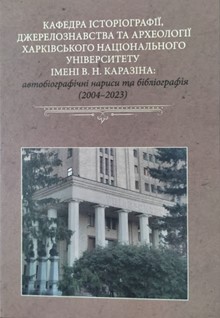 КАФЕДРА ІСТОРІОГРАФІЇ,
ДЖЕРЕЛОЗНАВСТВА ТА АРХЕОЛОГІЇ
ХАРКІВСЬКОГО НАЦІОНАЛЬНОГО
УНІВЕРСИТЕТУ
ІМЕНІ В. Н. КАРАЗІНА:
автобіографічні нариси та бібліографія
(2004–2023)